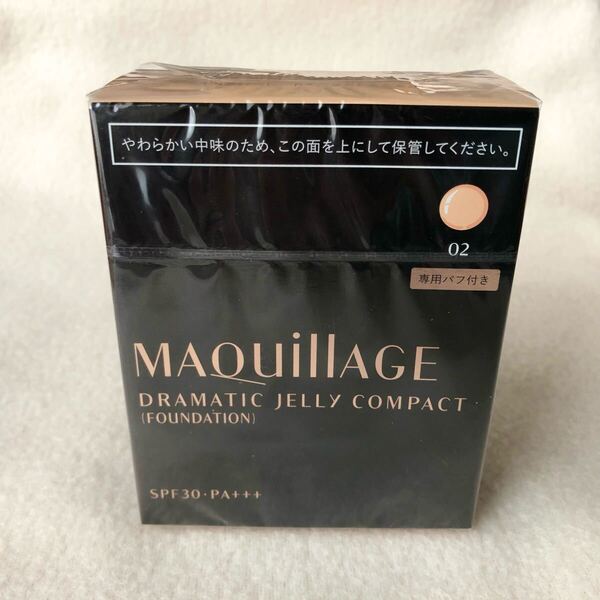 やわらかい中味のため、この面を上にして保管してください。
02
専用パフ付き
MAQuillAGE
DRAMATIC JELLY COMPACT
(FOUNDATION)
SPF30・PA+++